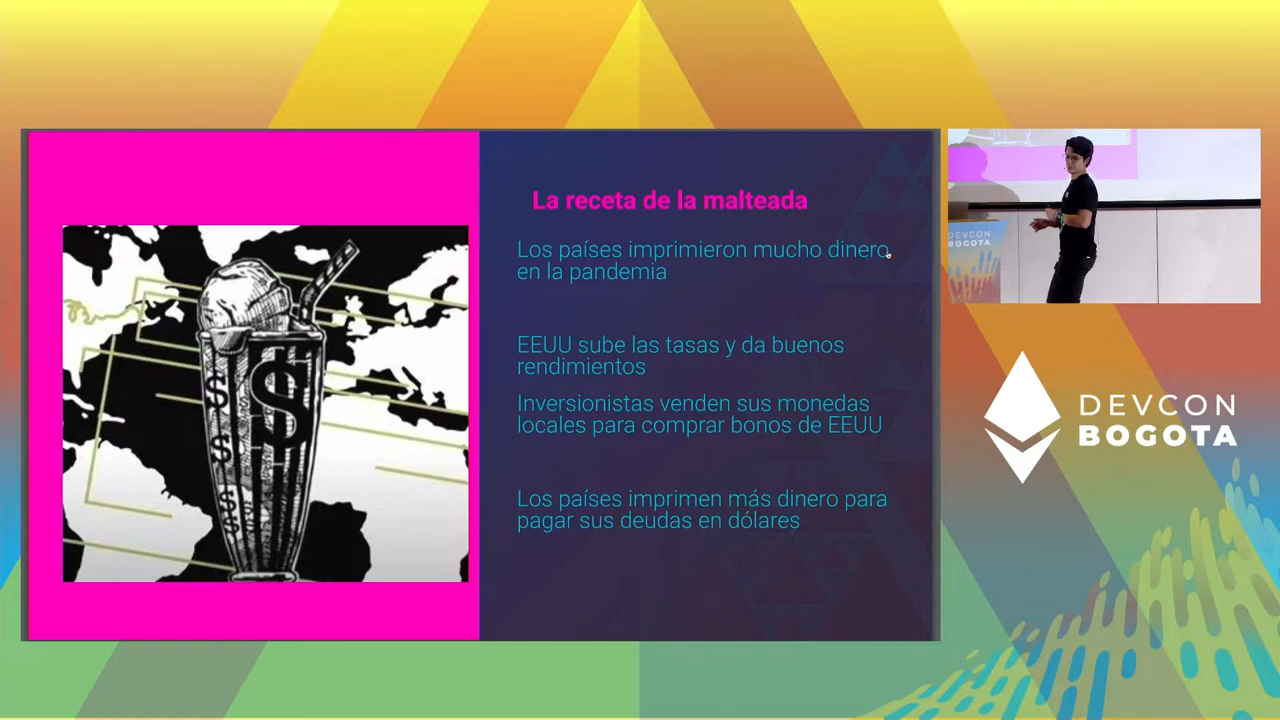 La receta de la malteada
Los países imprimieron mucho dinero
en la pandemia
EEUU sube las tasas y da buenos
rendimientos
Inversionistas venden sus monedas
locales para comprar bonos de EEUU
Los países imprimen más dinero para
pagar sus deudas en dólares
$
$
$
$
$
DEVCON
BOGOTA
DEVCON
BOGOTA